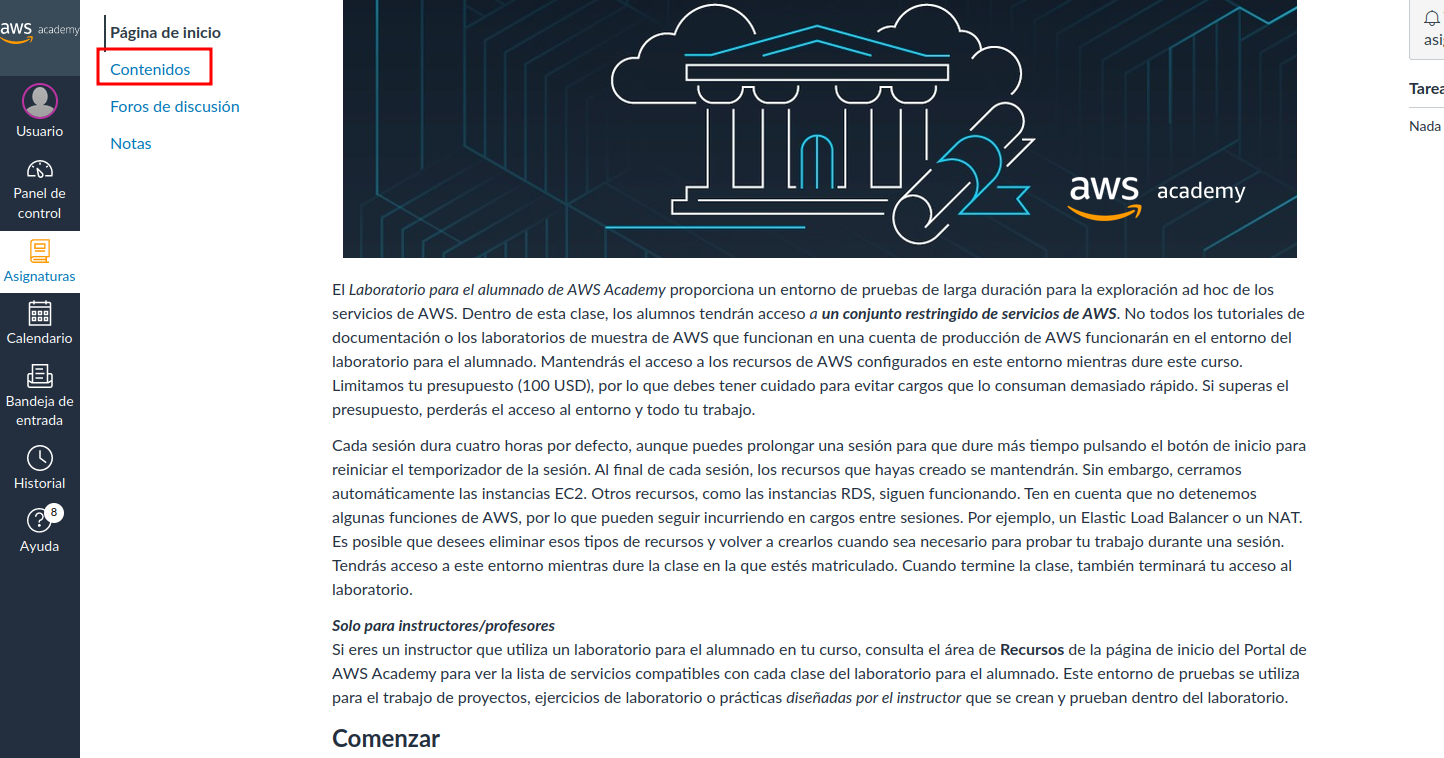 aws academy
Usuario
Panel de
control
Asignaturas
Calendario
Bandeja de
entrada
Historial
8
Ayuda
Página de inicio
Contenidos
Foros de discusión
Notas
aws academy
El Laboratorio para el alumnado de AWS Academy proporciona un entorno de pruebas de larga duración para la exploración ad hoc de los
servicios de AWS. Dentro de esta clase, los alumnos tendrán acceso a un conjunto restringido de servicios de AWS. No todos los tutoriales de
documentación o los laboratorios de muestra de AWS que funcionan en una cuenta de producción de AWS funcionarán en el entorno del
laboratorio para el alumnado. Mantendrás el acceso a los recursos de AWS configurados en este entorno mientras dure este curso.
Limitamos tu presupuesto (100 USD), por lo que debes tener cuidado para evitar cargos que lo consuman demasiado rápido. Si superas el
presupuesto, perderás el acceso al entorno y todo tu trabajo.
Cada sesión dura cuatro horas por defecto, aunque puedes prolongar una sesión para que dure más tiempo pulsando el botón de inicio para
reiniciar el temporizador de la sesión. Al final de cada sesión, los recursos que hayas creado se mantendrán. Sin embargo, cerramos
automáticamente las instancias EC2. Otros recursos, como las instancias RDS, siguen funcionando. Ten en cuenta que no detenemos
algunas funciones de AWS, por lo que pueden seguir incurriendo en cargos entre sesiones. Por ejemplo, un Elastic Load Balancer o un NAT.
Es posible que desees eliminar esos tipos de recursos y volver a crearlos cuando sea necesario para probar tu trabajo durante una sesión.
Tendrás acceso a este entorno mientras dure la clase en la que estés matriculado. Cuando termine la clase, también terminará tu acceso al
laboratorio.
Solo para instructores/profesores
Si eres un instructor que utiliza un laboratorio para el alumnado en tu curso, consulta el área de Recursos de la página de inicio del Portal de
AWS Academy para ver la lista de servicios compatibles con cada clase del laboratorio para el alumnado. Este entorno de pruebas se utiliza
para el trabajo de proyectos, ejercicios de laboratorio o prácticas diseñadas por el instructor que se crean y prueban dentro del laboratorio.
Comenzar
asig
Tarea
Nada